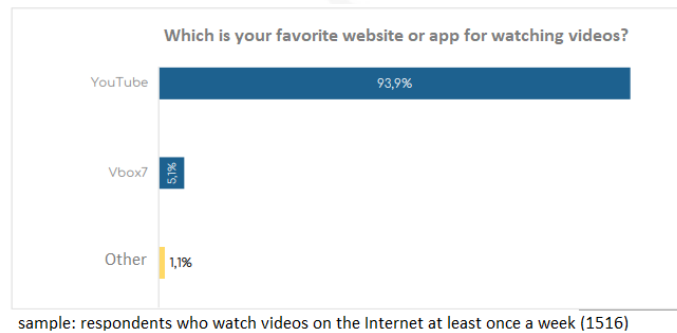 Which is your favorite website or app for watching videos?
YouTube 93,9%
Vbox7 5,1%
Other 1,1%
sample: respondents who watch videos on the Internet at least once a week (1516)